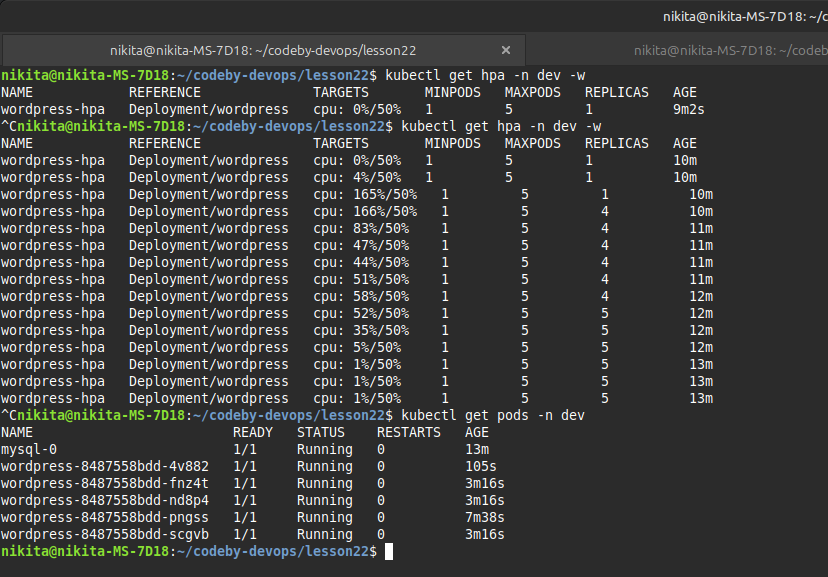 nikita@nikita-MS-7D18: ~/c
nikita@nikita-MS-7D18: ~/codeby-devops/lesson22 × nikita@nikita-MS-7D18: ~/codeb
nikita@nikita-MS-7D18:~/codeby-devops/lesson22$ kubectl get hpa -n dev -w
NAME REFERENCE TARGETS MINPODS MAXPODS REPLICAS AGE
wordpress-hpa Deployment/wordpress cpu: 0%/50% 1 5 1 9m2s
^Cnikita@nikita-MS-7D18:~/codeby-devops/lesson22$ kubectl get hpa -n dev -w
NAME REFERENCE TARGETS MINPODS MAXPODS REPLICAS AGE
wordpress-hpa Deployment/wordpress cpu: 0%/50% 1 5 1 10m
wordpress-hpa Deployment/wordpress cpu: 4%/50% 1 5 1 10m
wordpress-hpa Deployment/wordpress cpu: 165%/50% 1 5 1 10m
wordpress-hpa Deployment/wordpress cpu: 166%/50% 1 5 4 10m
wordpress-hpa Deployment/wordpress cpu: 83%/50% 1 5 4 11m
wordpress-hpa Deployment/wordpress cpu: 47%/50% 1 5 4 11m
wordpress-hpa Deployment/wordpress cpu: 44%/50% 1 5 4 11m
wordpress-hpa Deployment/wordpress cpu: 51%/50% 1 5 4 11m
wordpress-hpa Deployment/wordpress cpu: 58%/50% 1 5 4 12m
wordpress-hpa Deployment/wordpress cpu: 52%/50% 1 5 5 12m
wordpress-hpa Deployment/wordpress cpu: 35%/50% 1 5 5 12m
wordpress-hpa Deployment/wordpress cpu: 5%/50% 1 5 5 12m
wordpress-hpa Deployment/wordpress cpu: 1%/50% 1 5 5 13m
wordpress-hpa Deployment/wordpress cpu: 1%/50% 1 5 5 13m
wordpress-hpa Deployment/wordpress cpu: 1%/50% 1 5 5 13m
^Cnikita@nikita-MS-7D18:~/codeby-devops/lesson22$ kubectl get pods -n dev
NAME READY STATUS RESTARTS AGE
mysql-0 1/1 Running 0 13m
wordpress-8487558bdd-4v882 1/1 Running 0 105s
wordpress-8487558bdd-fnz4t 1/1 Running 0 3m16s
wordpress-8487558bdd-nd8p4 1/1 Running 0 3m16s
wordpress-8487558bdd-pngss 1/1 Running 0 7m38s
wordpress-8487558bdd-scgvb 1/1 Running 0 3m16s
nikita@nikita-MS-7D18:~/codeby-devops/lesson22$